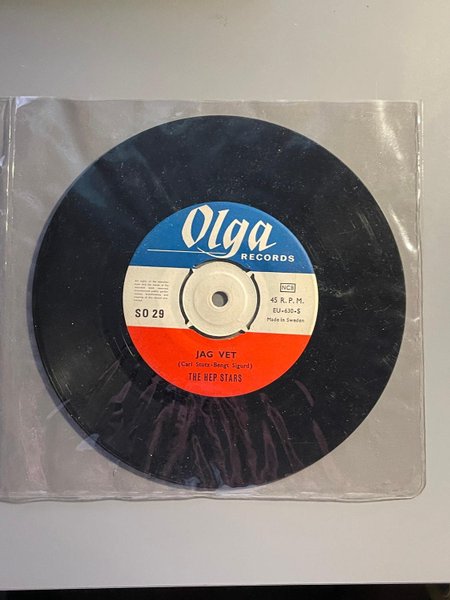 Olga
RECORDS
NCB
45 R. P. M.
EU-630-S
Made in Sweden
SO 29
JAG VET
(Carl Stutz-Bengt Sigurd)
THE HEP STARS